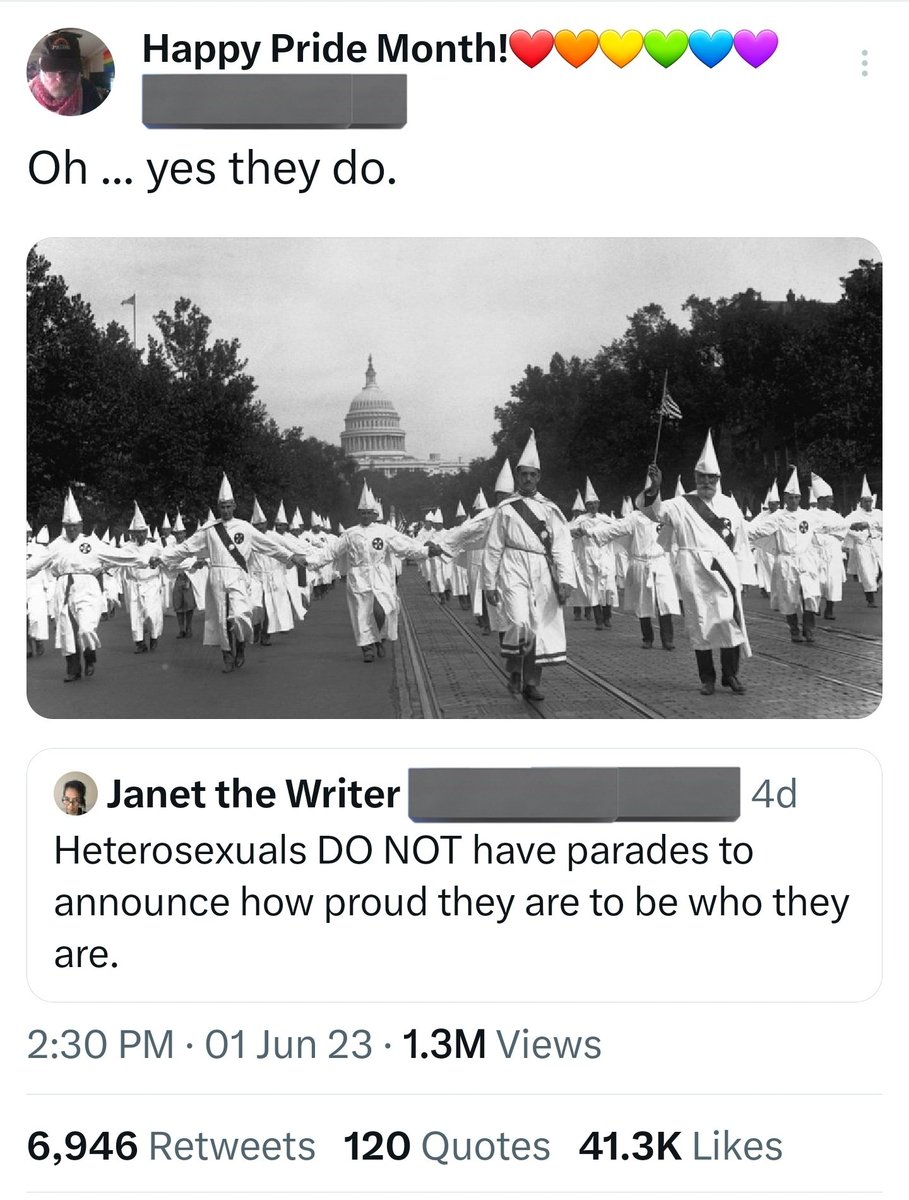 Happy Pride Month!❤️🧡💛💚💙💜
Oh ... yes they do.
Janet the Writer 4d
Heterosexuals DO NOT have parades to
announce how proud they are to be who they
are.
2:30 PM · 01 Jun 23 · 1.3M Views
6,946 Retweets 120 Quotes 41.3K Likes